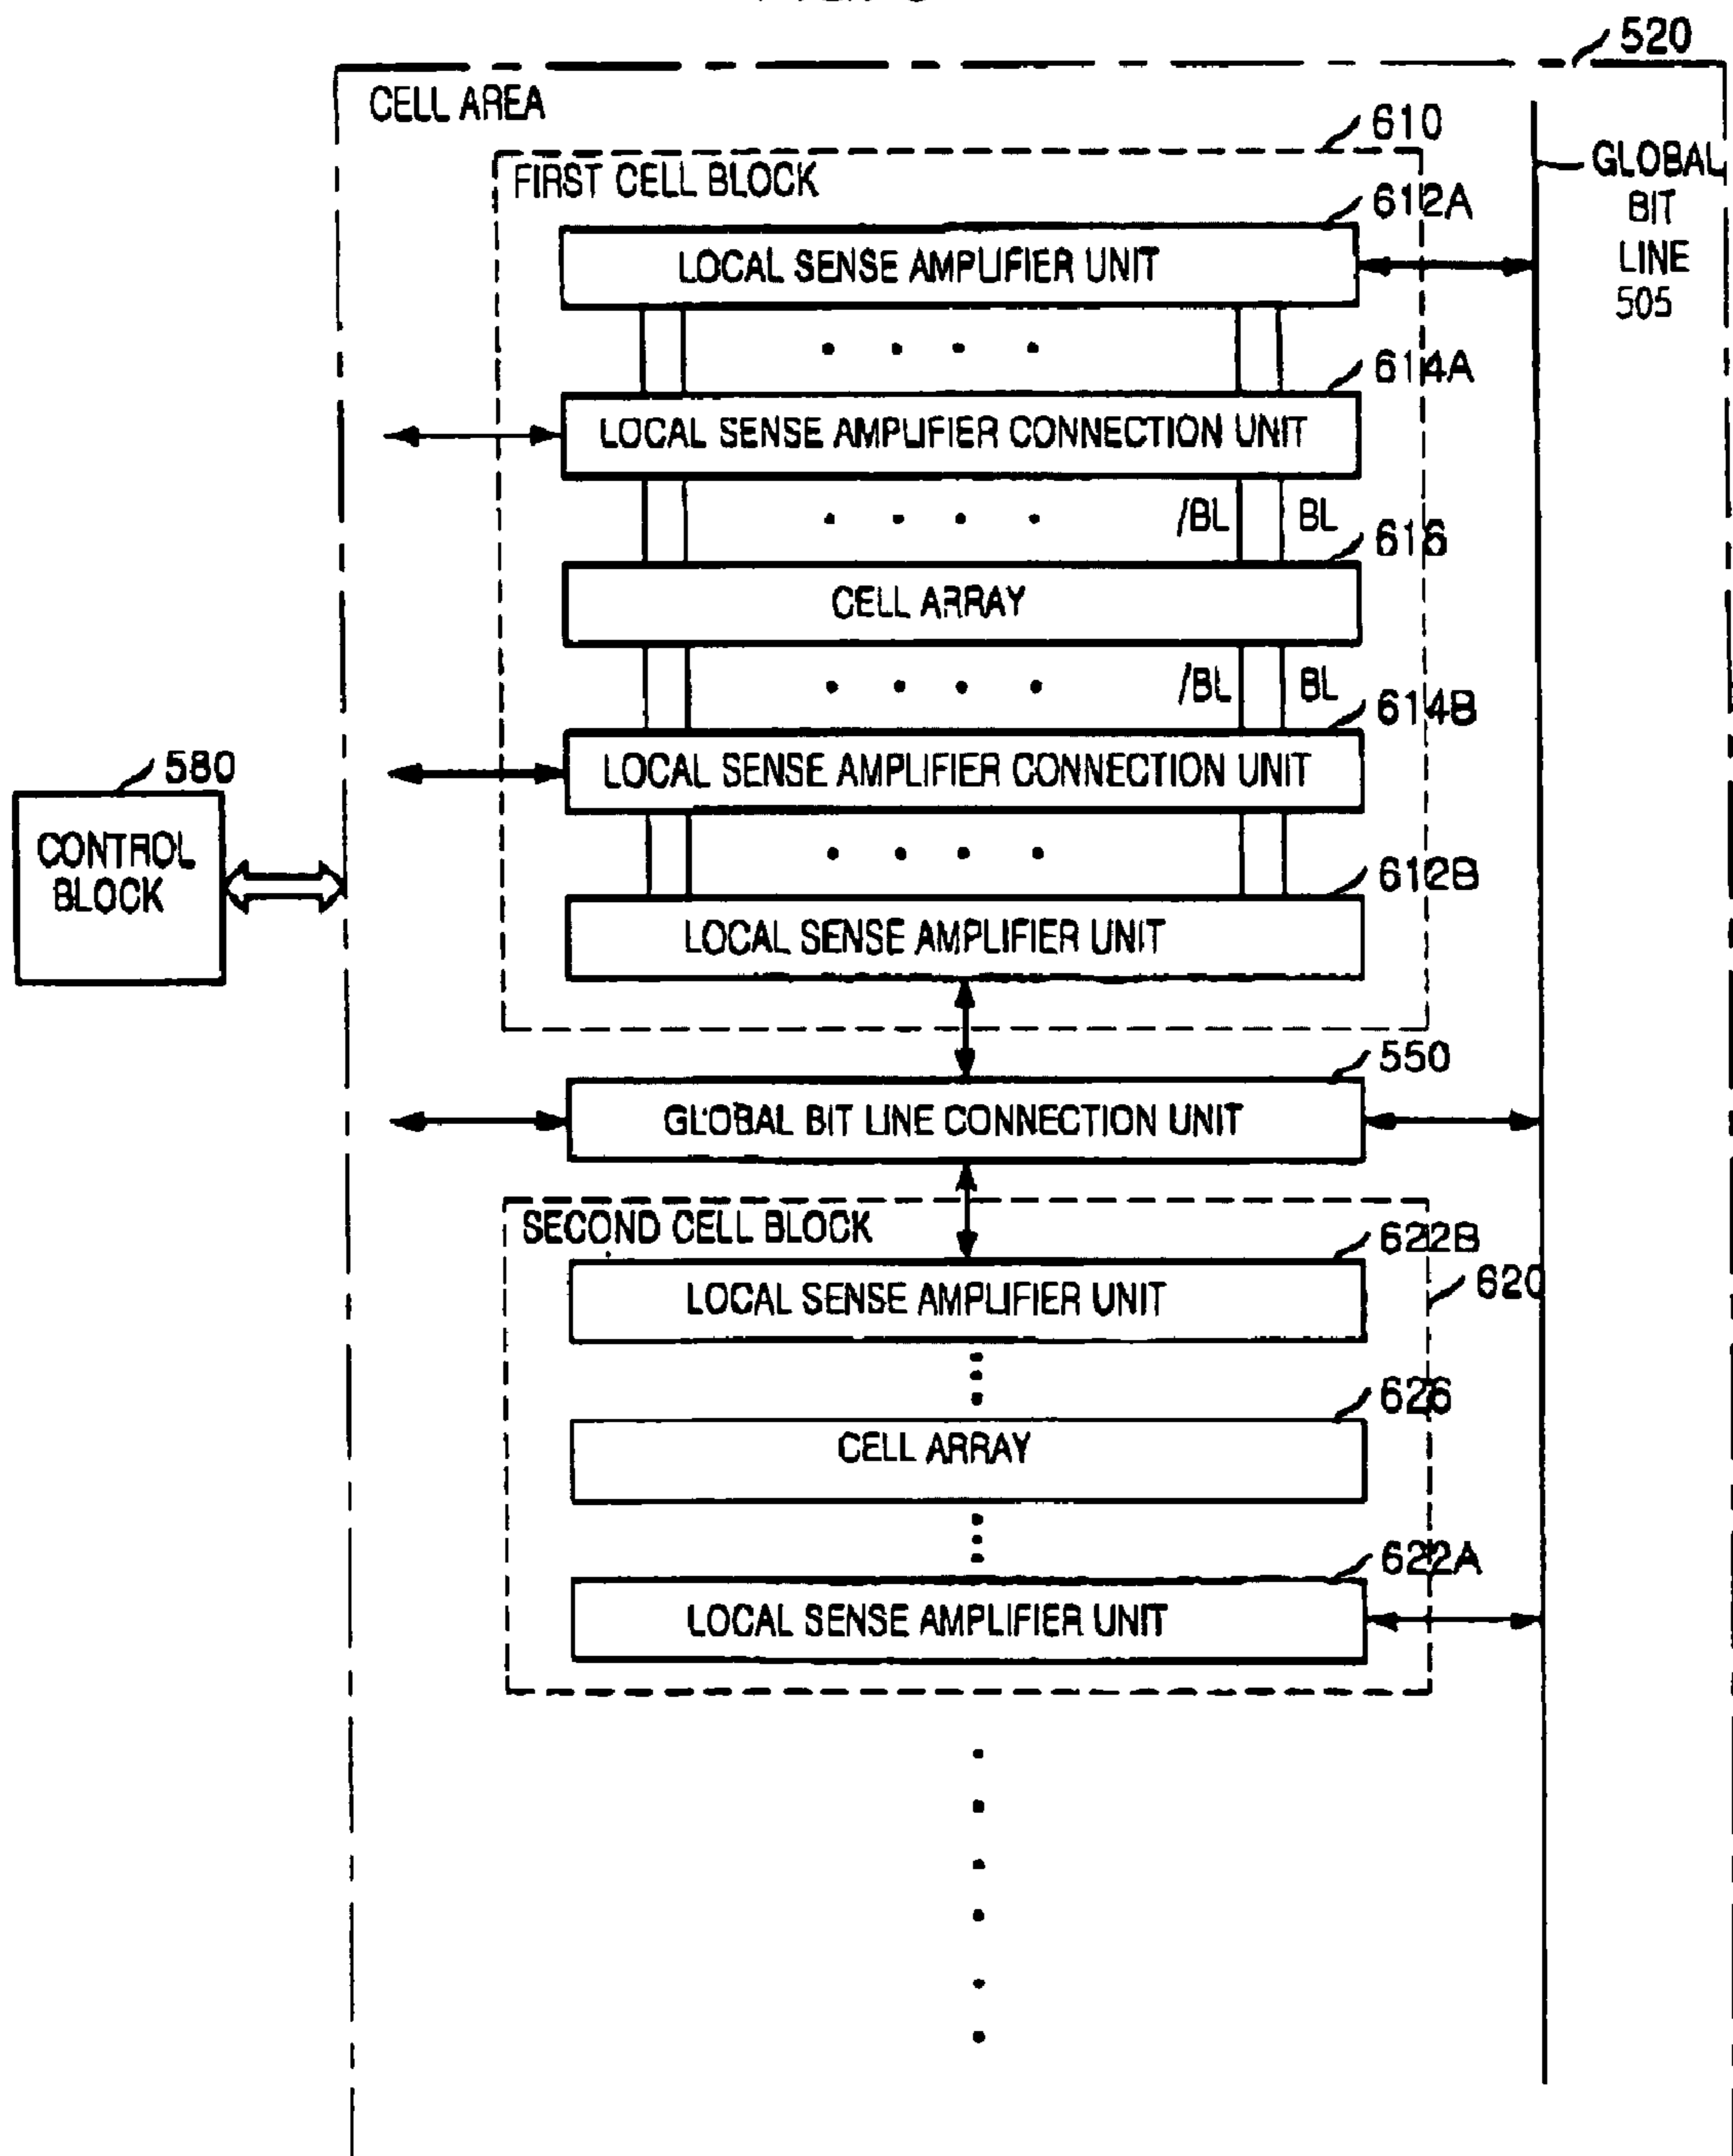 520
CELL AREA
610
FIRST CELL BLOCK
GLOBAL
BIT
LINE
505
612A
LOCAL SENSE AMPLIFIER UNIT
614A
LOCAL SENSE AMPLIFIER CONNECTION UNIT
/BL BL
616
CELL ARRAY
/BL BL
614B
LOCAL SENSE AMPLIFIER CONNECTION UNIT
580
CONTROL
BLOCK
612B
LOCAL SENSE AMPLIFIER UNIT
550
GLOBAL BIT LINE CONNECTION UNIT
SECOND CELL BLOCK
622B
620
LOCAL SENSE AMPLIFIER UNIT
626
CELL ARRAY
622A
LOCAL SENSE AMPLIFIER UNIT